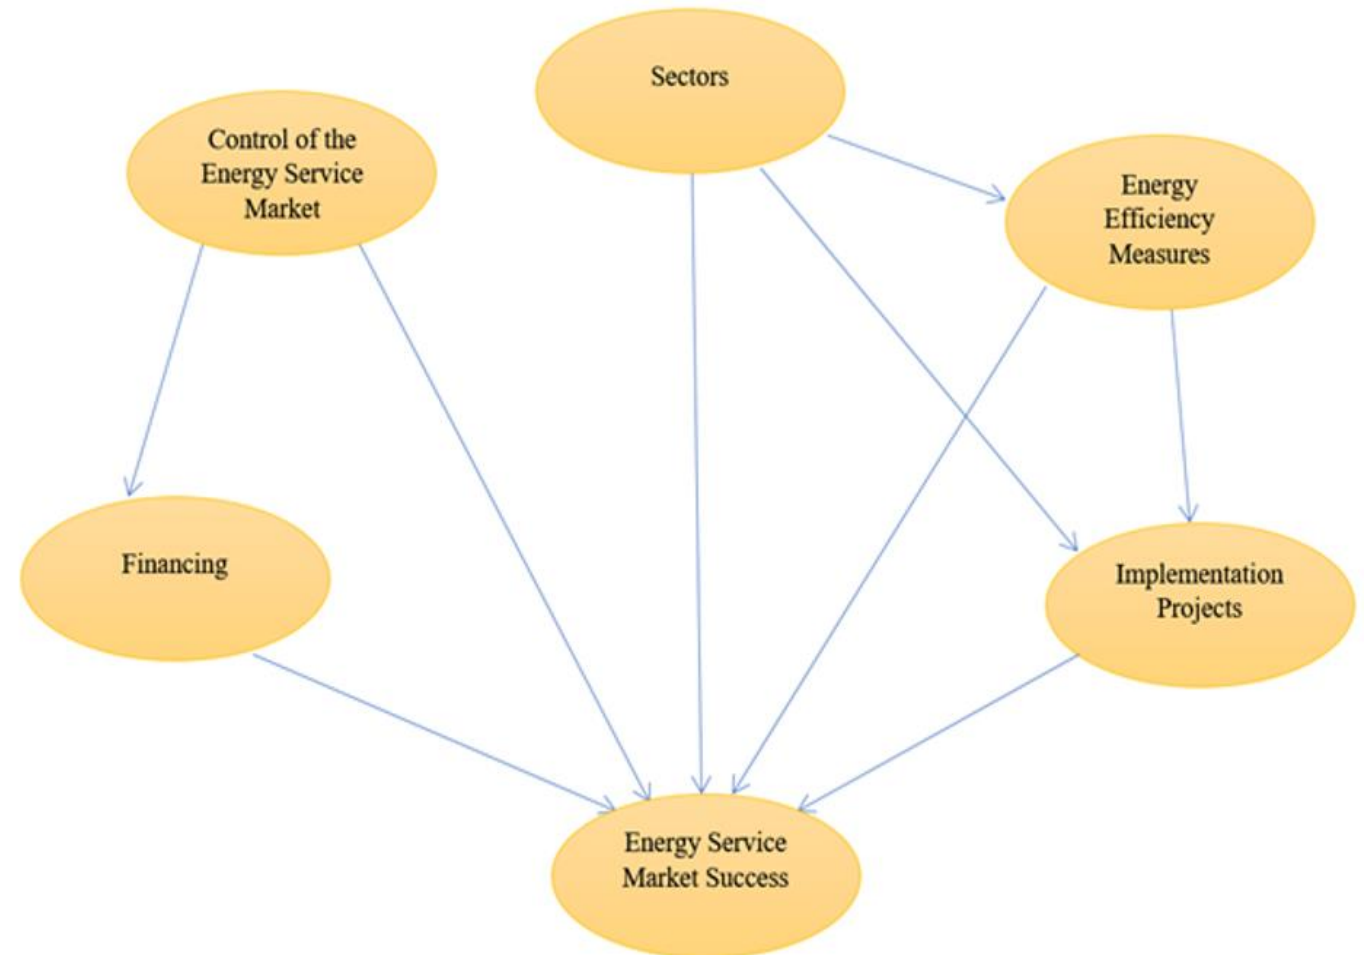 Sectors
Control of the
Energy Service
Market
Energy
Efficiency
Measures
Financing
Implementation
Projects
Energy Service
Market Success